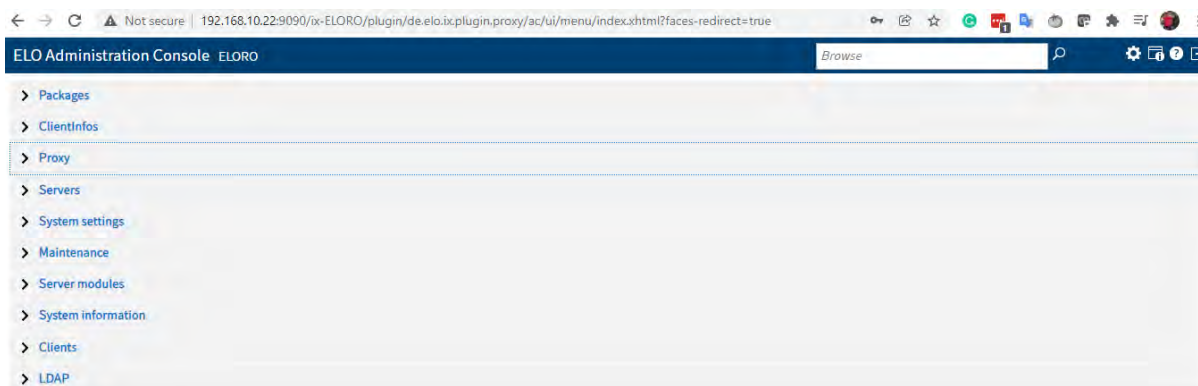 Not secure | 192.168.10.22:9090/ix-ELORO/plugin/de.elo.ix.plugin.proxy/ac/ui/menu/index.xhtml?faces-redirect=true
ELO Administration Console ELORO Browse
Packages
ClientInfos
Proxy
Servers
System settings
Maintenance
Server modules
System information
Clients
LDAP